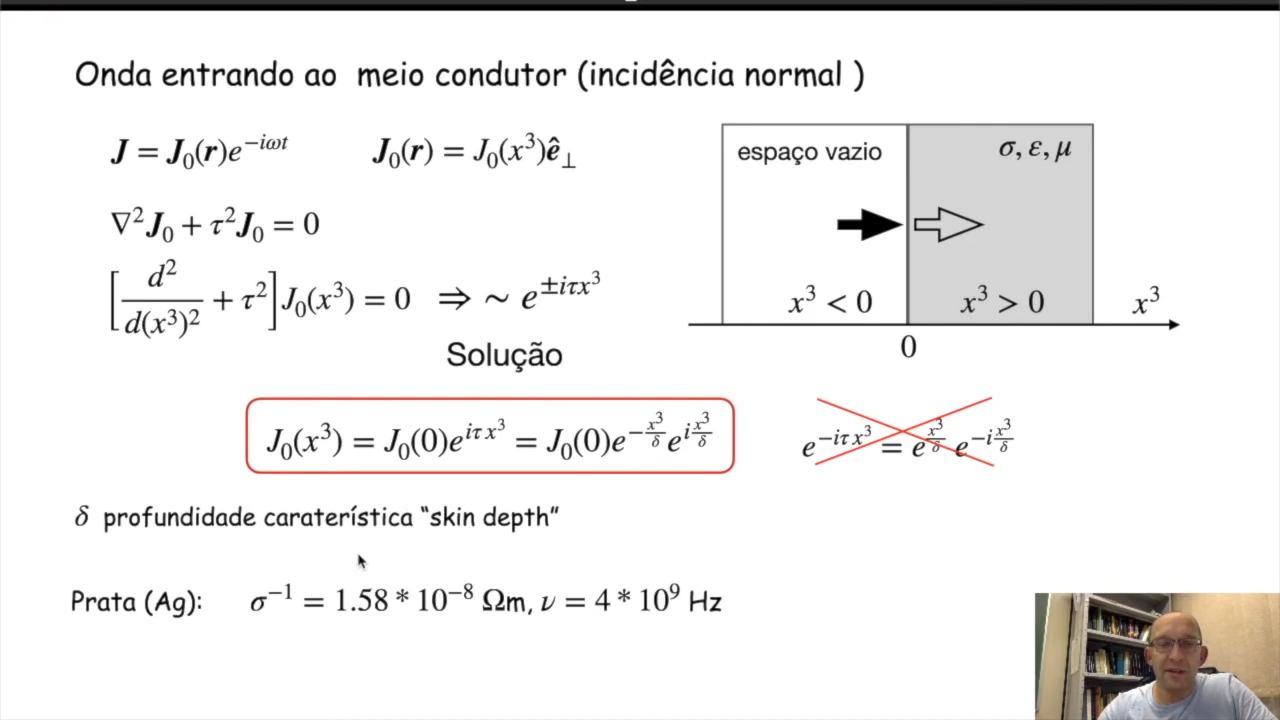 Onda entrando ao meio condutor (incidência normal )
J = J₀(r)e^{−iωt}    J₀(r) = J₀(x³)ê_⊥
∇²J₀ + τ²J₀ = 0
[d²/d(x³)² + τ²]J₀(x³) = 0 ⇒ ∼ e^{±iτx³}
Solução
espaço vazio    σ, ε, μ
x³ < 0    x³ > 0    x³
0
J₀(x³) = J₀(0)e^{iτx³} = J₀(0)e^{−x³/δ}e^{ix³/δ}
e^{−iτx³} = e^{x³/δ} e^{−ix³/δ}
δ profundidade caraterística “skin depth”
Prata (Ag): σ⁻¹ = 1.58 * 10⁻⁸ Ωm, ν = 4 * 10⁹ Hz